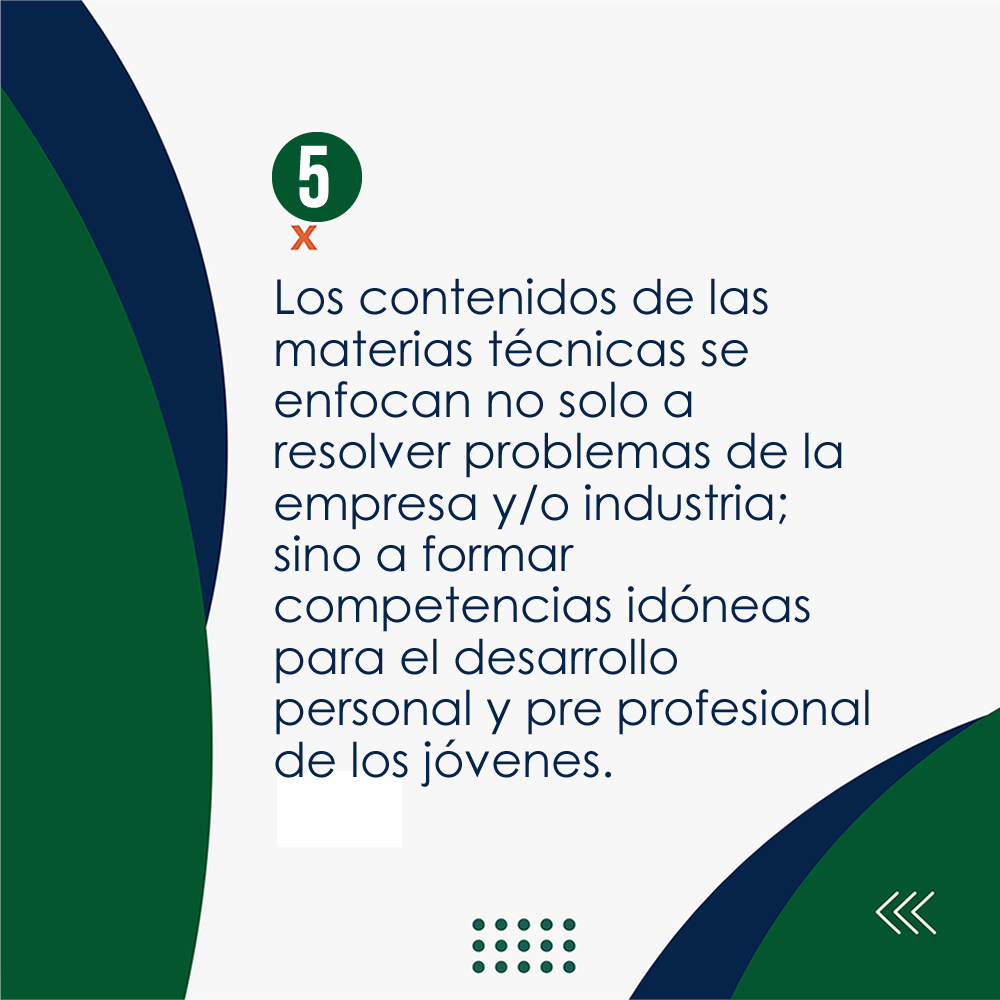 5
x
Los contenidos de las
materias técnicas se
enfocan no solo a
resolver problemas de la
empresa y/o industria;
sino a formar
competencias idóneas
para el desarrollo
personal y pre profesional
de los jóvenes.